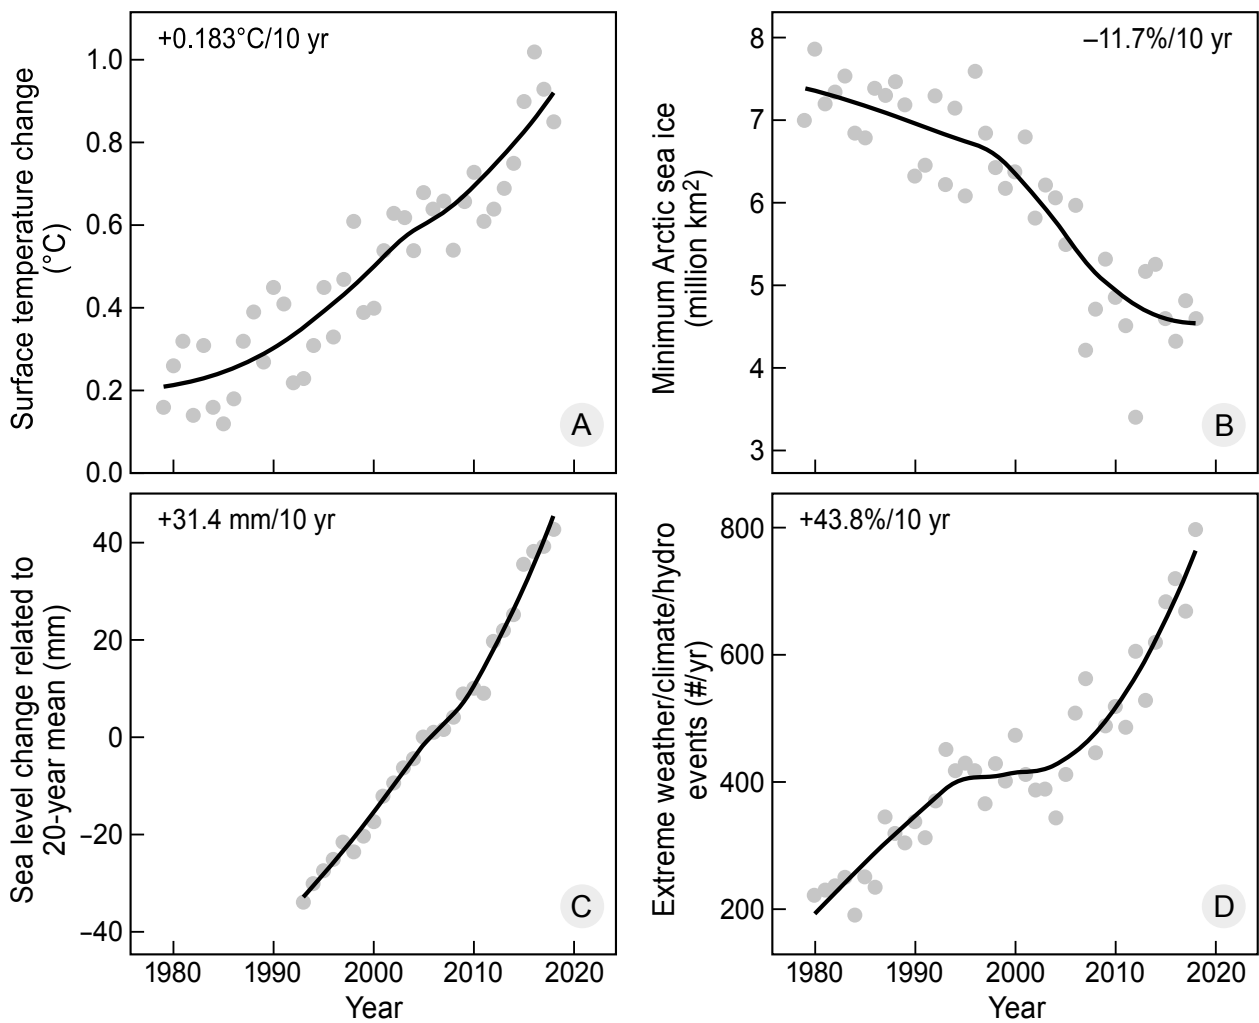 +0.183°C/10 yr
Surface temperature change
(°C)
1.0
0.8
0.6
0.4
0.2
0.0
A
–11.7%/10 yr
Minimum Arctic sea ice
(million km²)
8
7
6
5
4
3
B
+31.4 mm/10 yr
Sea level change related to
20-year mean (mm)
40
20
0
–20
–40
C
1980 1990 2000 2010 2020
Year
+43.8%/10 yr
Extreme weather/climate/hydro
events (#/yr)
800
600
400
200
D
1980 1990 2000 2010 2020
Year